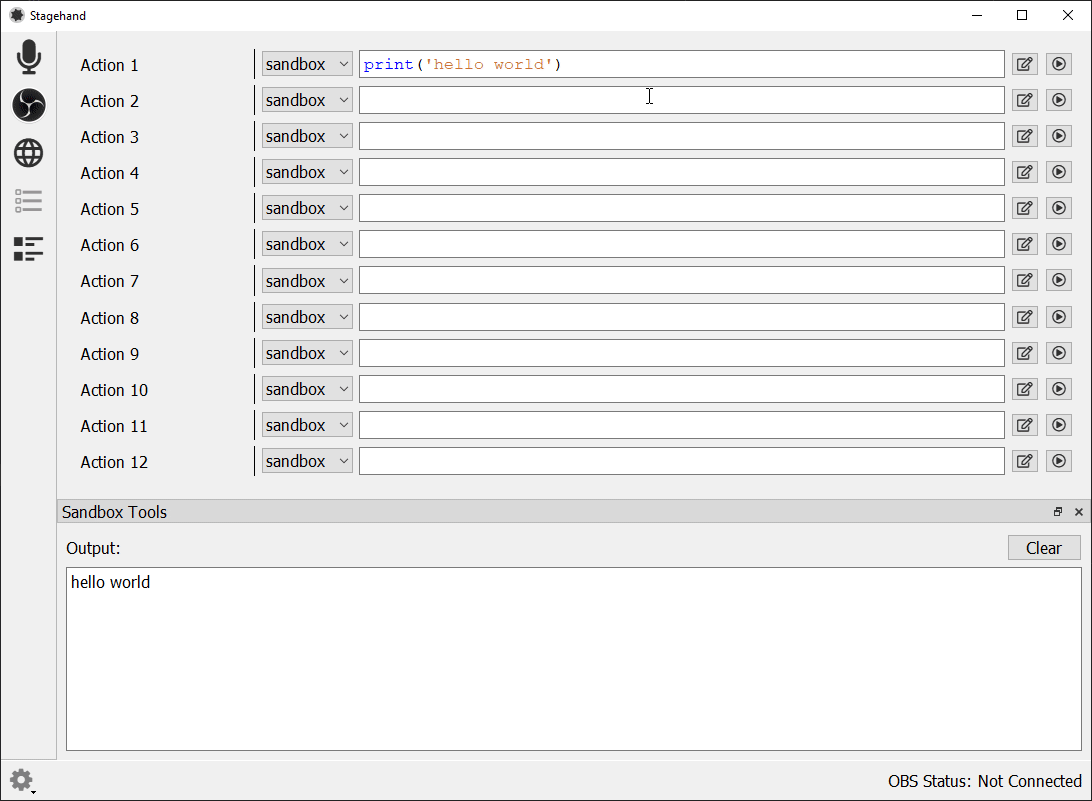 Stagehand
Action 1 sandbox print('hello world')
Action 2 sandbox
Action 3 sandbox
Action 4 sandbox
Action 5 sandbox
Action 6 sandbox
Action 7 sandbox
Action 8 sandbox
Action 9 sandbox
Action 10 sandbox
Action 11 sandbox
Action 12 sandbox
Sandbox Tools
Output: Clear
hello world
OBS Status: Not Connected